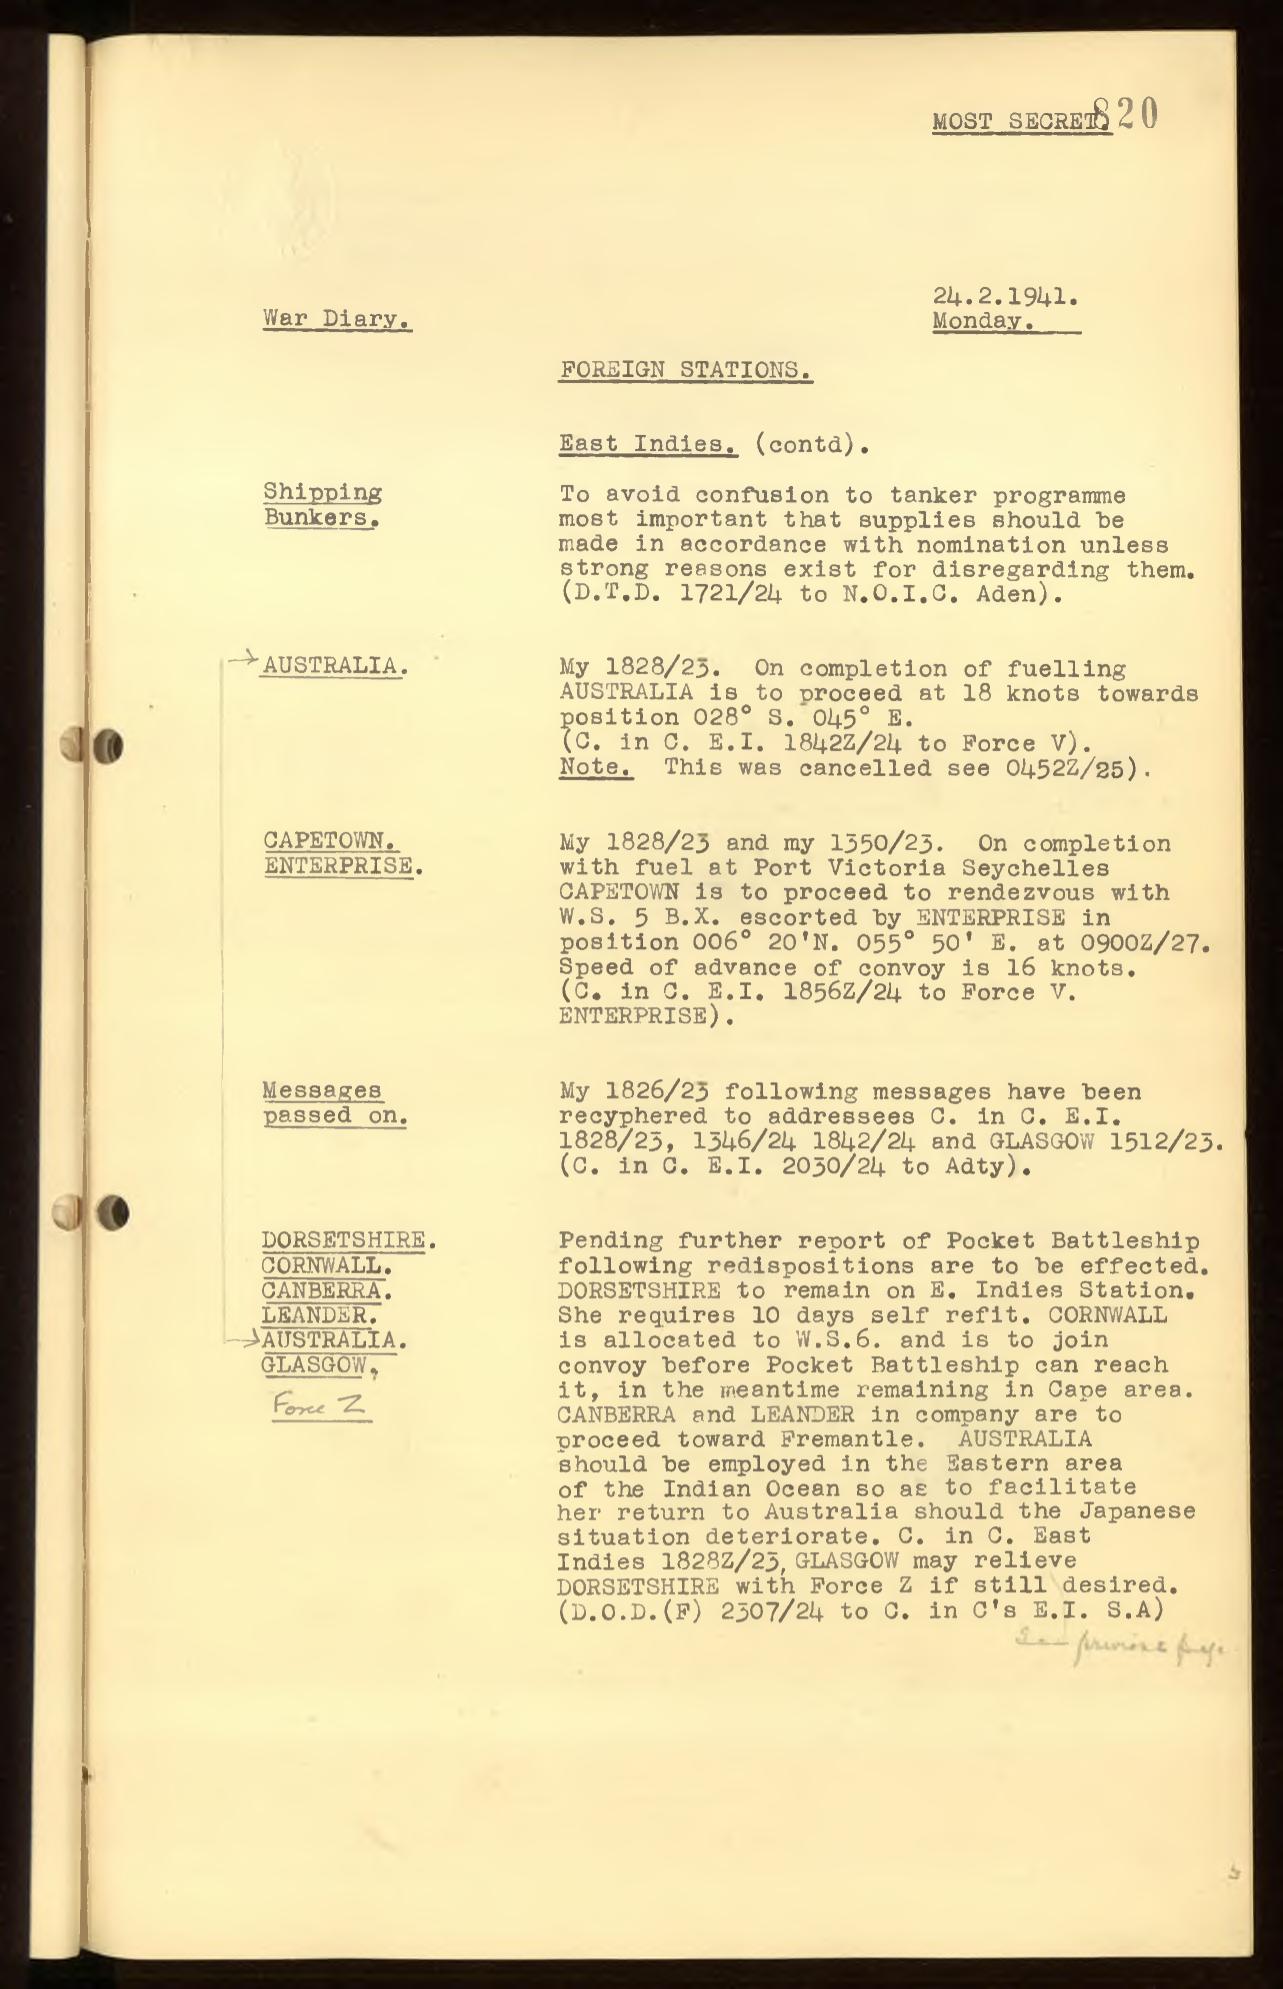 MOST SECRET.
820
24.2.1941.
War Diary.
Monday.
FOREIGN STATIONS.
East Indies. (contd).
Shipping
Bunkers.
To avoid confusion to tanker programme
most important that supplies should be
made in accordance with nomination unless
strong reasons exist for disregarding them.
(D.T.D. 1721/24 to N.O.I.C. Aden).
AUSTRALIA.
My 1828/23. On completion of fuelling
AUSTRALIA is to proceed at 18 knots towards
position 028° S. 045° E.
(C. in C. E.I. 1842Z/24 to Force V).
Note. This was cancelled see 0452Z/25).
CAPETOWN.
ENTERPRISE.
My 1828/23 and my 1350/23. On completion
with fuel at Port Victoria Seychelles
CAPETOWN is to proceed to rendezvous with
W.S. 5 B.X. escorted by ENTERPRISE in
position 006° 20'N. 055° 50' E. at 0900Z/27.
Speed of advance of convoy is 16 knots.
(C. in C. E.I. 1856Z/24 to Force V.
ENTERPRISE).
Messages
passed on.
My 1826/23 following messages have been
recyphered to addressees C. in C. E.I.
1828/23, 1346/24 1842/24 and GLASGOW 1512/23.
(C. in C. E.I. 2030/24 to Adty).
DORSETSHIRE.
CORNWALL.
CANBERRA.
LEANDER.
AUSTRALIA.
GLASGOW,
Force Z
Pending further report of Pocket Battleship
following redispositions are to be effected.
DORSETSHIRE to remain on E. Indies Station.
She requires 10 days self refit. CORNWALL
is allocated to W.S.6. and is to join
convoy before Pocket Battleship can reach
it, in the meantime remaining in Cape area.
CANBERRA and LEANDER in company are to
proceed toward Fremantle. AUSTRALIA
should be employed in the Eastern area
of the Indian Ocean so as to facilitate
her return to Australia should the Japanese
situation deteriorate. C. in C. East
Indies 1828Z/23, GLASGOW may relieve
DORSETSHIRE with Force Z if still desired.
(D.O.D.(F) 2307/24 to C. in C's E.I. S.A)
See previous page